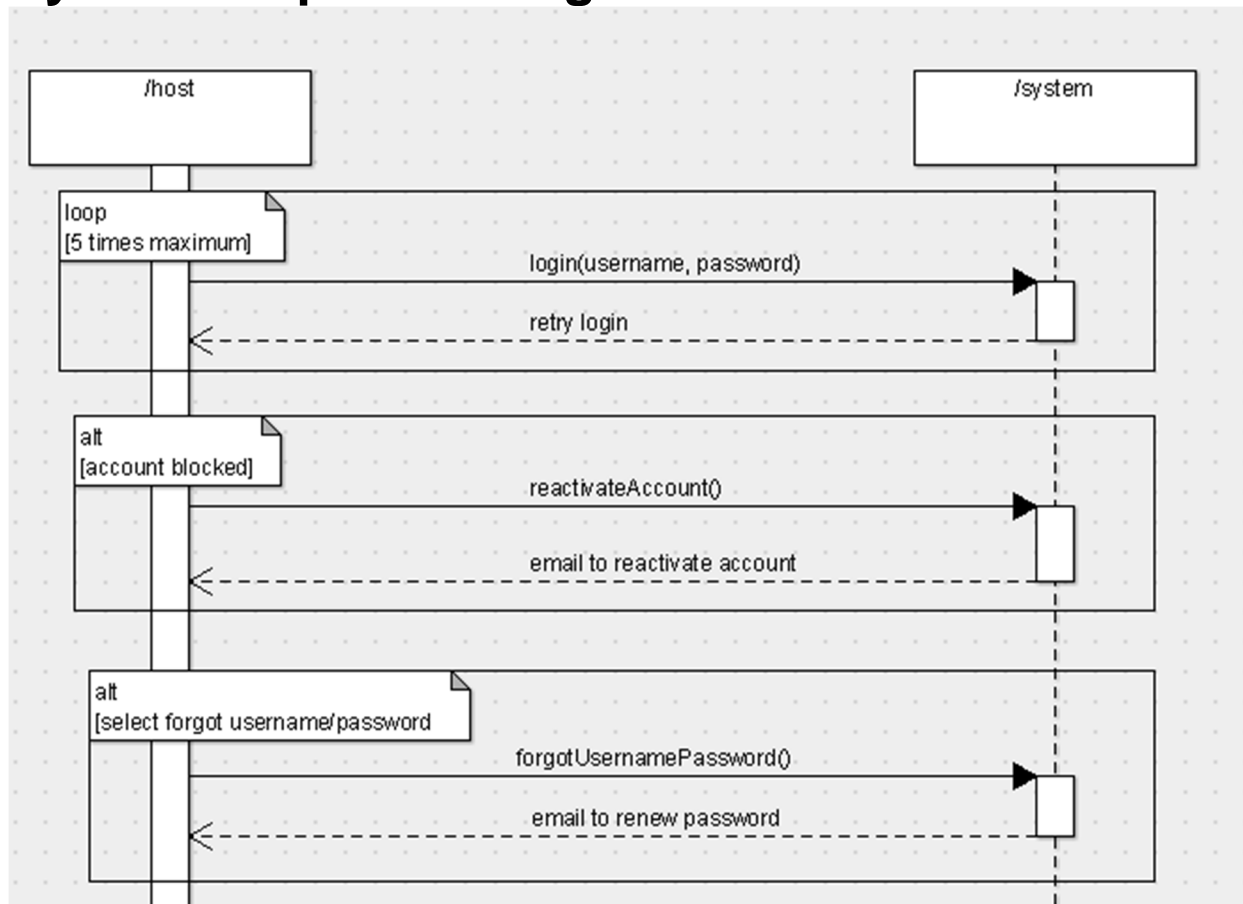 /host
/system
loop
[5 times maximum]
login(username, password)
retry login
alt
[account blocked]
reactivateAccount()
email to reactivate account
alt
[select forgot username/password
forgotUsernamePassword()
email to renew password